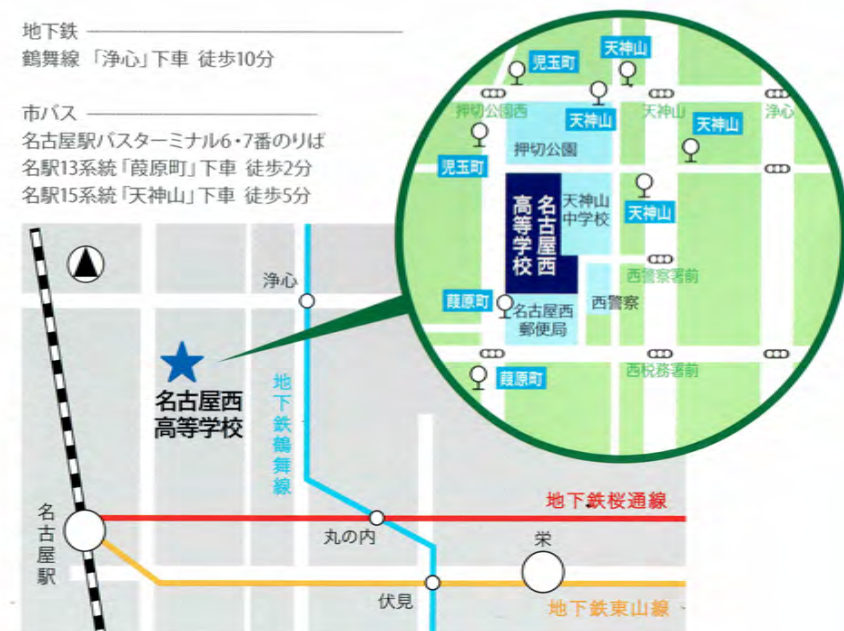 地下鉄
鶴舞線 「浄心」下車 徒歩10分
市バス
名古屋駅バスターミナル6・7番のりば
名駅13系統「葭原町」下車 徒歩2分
名駅15系統「天神山」下車 徒歩5分
天神山
児玉町
押切公園西
天神山
天神山
浄心
天神山
押切公園
児玉町
名古屋西
高等学校
天神山
中学校
天神山
西警察署前
葭原町
名古屋西
郵便局
西警察
西税務署前
葭原町
浄心
名古屋西
高等学校
地下鉄鶴舞線
地下鉄桜通線
名古屋駅
丸の内
栄
伏見
地下鉄東山線